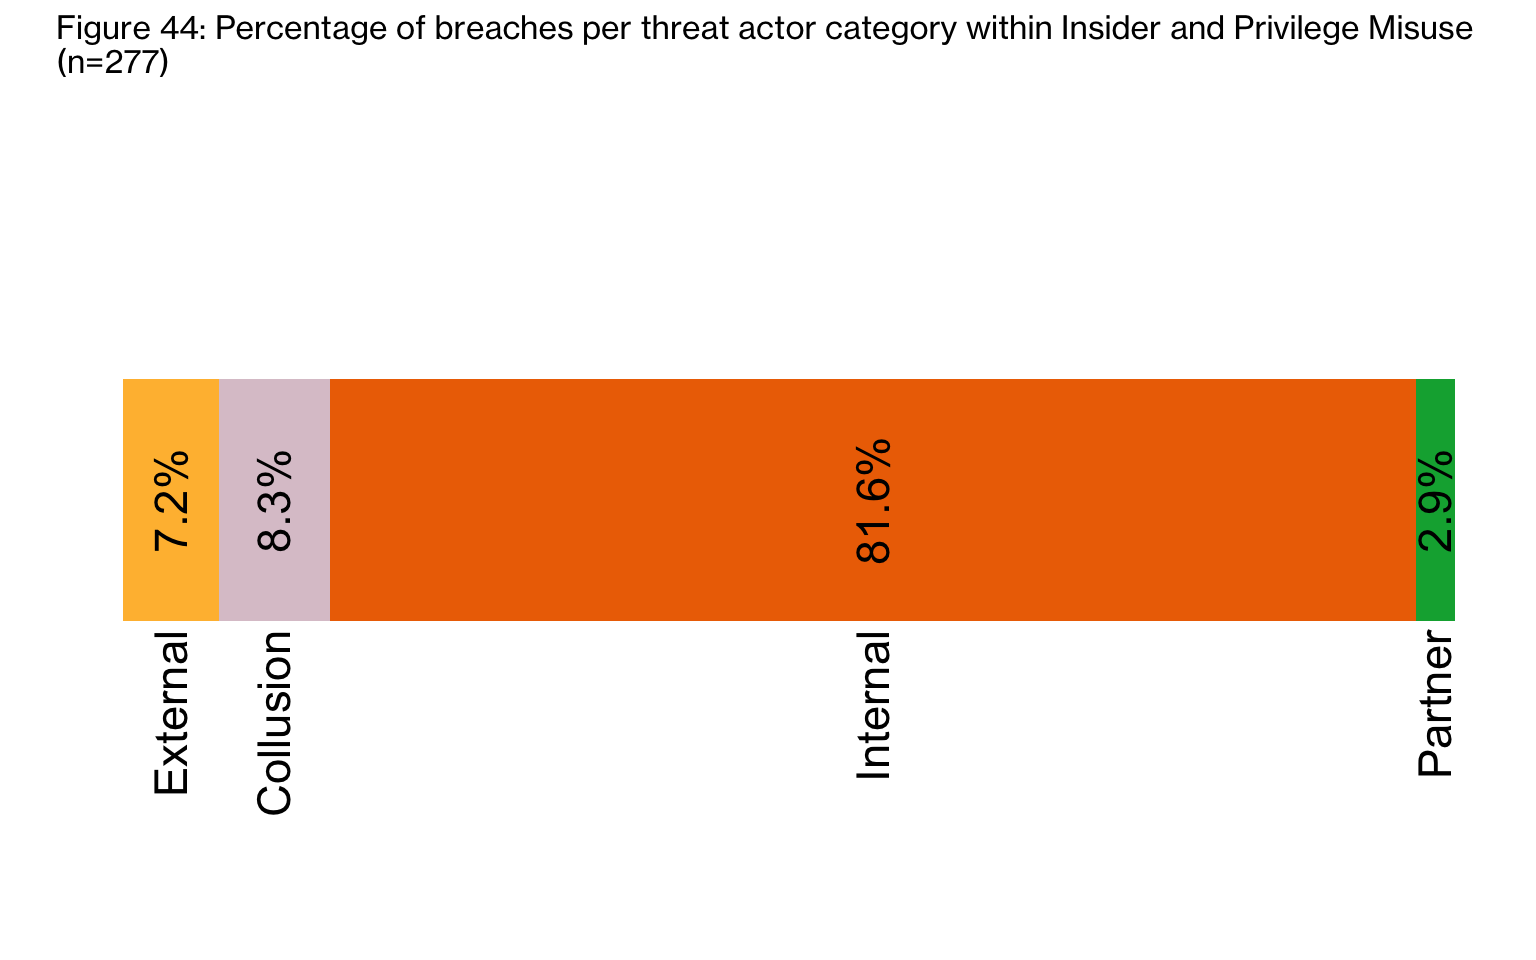 Figure 44: Percentage of breaches per threat actor category within Insider and Privilege Misuse
(n=277)
7.2%
8.3%
81.6%
2.9%
External
Collusion
Internal
Partner